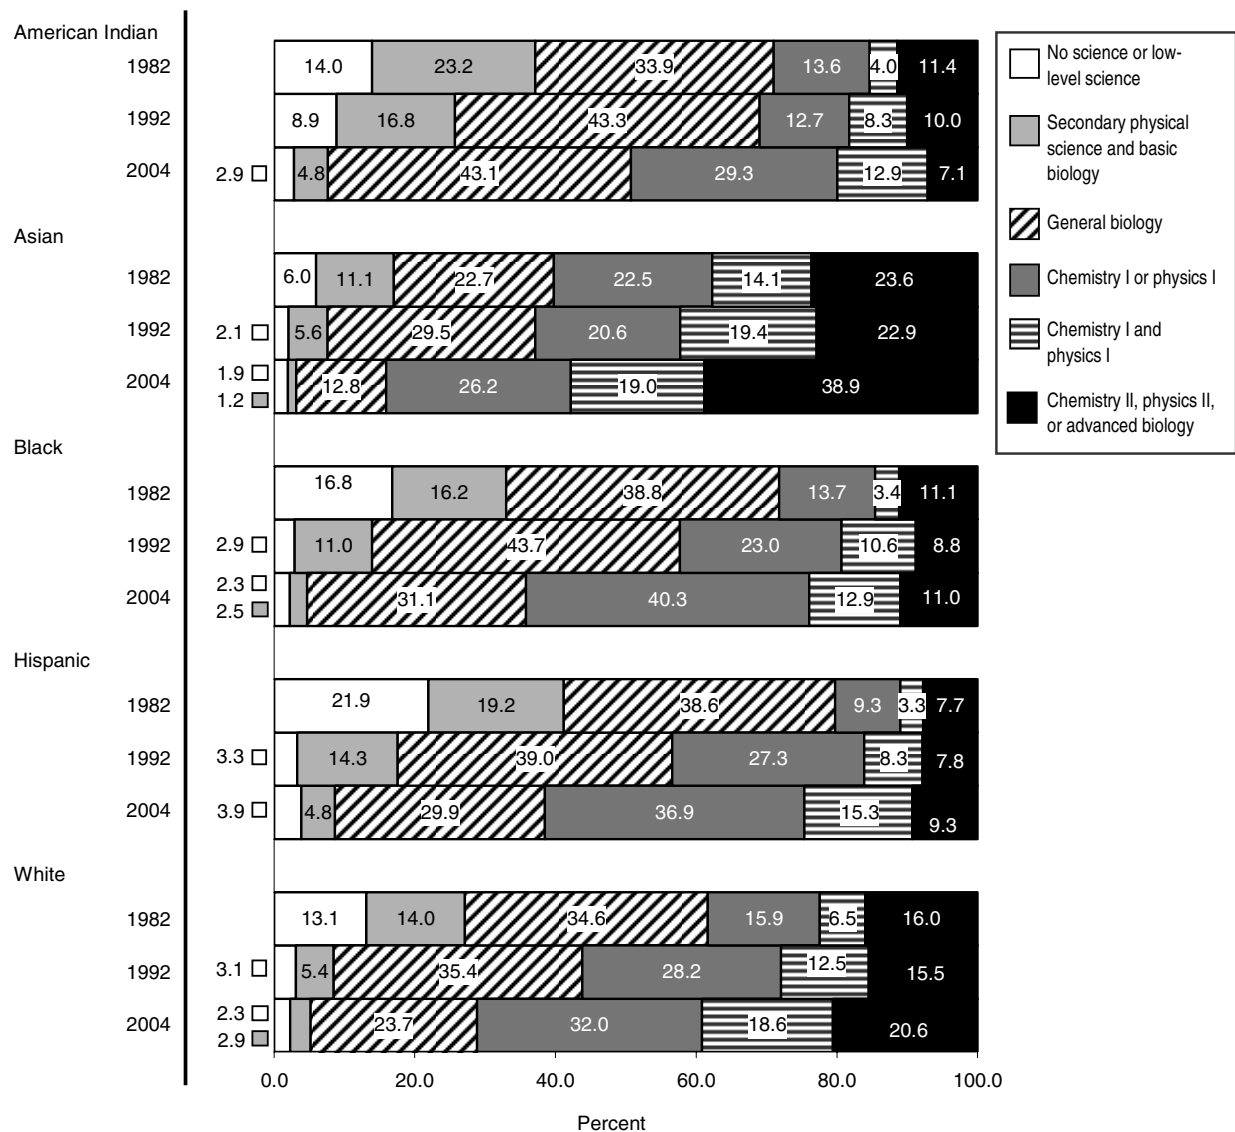 American Indian
1982 14.0 23.2 33.9 13.6 4.0 11.4
1992 8.9 16.8 43.3 12.7 8.3 10.0
2004 2.9 4.8 43.1 29.3 12.9 7.1
Asian
1982 6.0 11.1 22.7 22.5 14.1 23.6
1992 2.1 5.6 29.5 20.6 19.4 22.9
2004 1.9 1.2 12.8 26.2 19.0 38.9
Black
1982 16.8 16.2 38.8 13.7 3.4 11.1
1992 2.9 11.0 43.7 23.0 10.6 8.8
2004 2.3 2.5 31.1 40.3 12.9 11.0
Hispanic
1982 21.9 19.2 38.6 9.3 3.3 7.7
1992 3.3 14.3 39.0 27.3 8.3 7.8
2004 3.9 4.8 29.9 36.9 15.3 9.3
White
1982 13.1 14.0 34.6 15.9 6.5 16.0
1992 3.1 5.4 35.4 28.2 12.5 15.5
2004 2.3 2.9 23.7 32.0 18.6 20.6
0.0 20.0 40.0 60.0 80.0 100.0
Percent
No science or low-
level science
Secondary physical
science and basic
biology
General biology
Chemistry I or physics I
Chemistry I and
physics I
Chemistry II, physics II,
or advanced biology